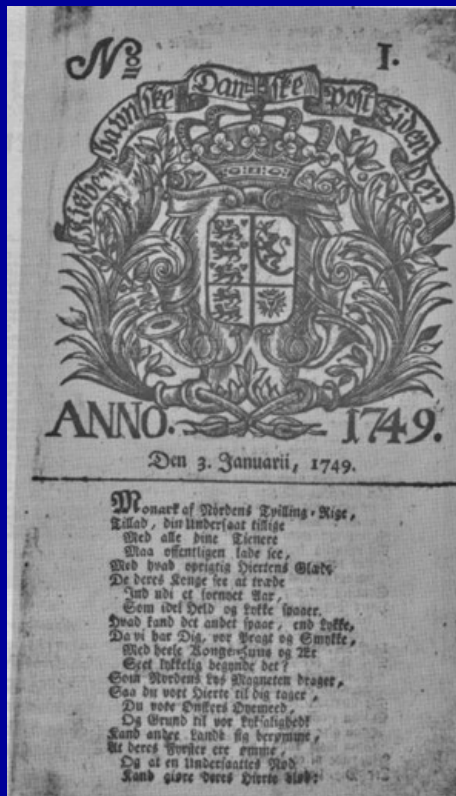 No 1.
Kiøbenhavnske Danske Post Tidender
ANNO. 1749.
Den 3. Januarii, 1749.
Monark af Nordens Tvilling-Rige,
Tillad, din Undersaat tillige
Med alle dine Tienere
Maa offentligen lade see,
Med hvad oprigtig Hiertens Glæde
De deres Konge see at træde
Ind udi et fornyet Aar,
Som idel Held og Lykke spaaer.
Hvad kand det andet spaae, end Lykke,
Da vi har Dig, vor Pragt og Smykke,
Med heele Konge-Huus og Æt
Seet lykkelig begynde det?
Som Nordens Lys Magneten drager,
Saa du vort Hierte til dig tager,
Du vore Ønskers Øyemeed,
Og Grund til vor Lyksalighed!
Kand andre Lande sig berømme,
At deres Fyrster ere ømme,
Og at en Undersaattes Nød
Kand giøre deres Hierte blød: